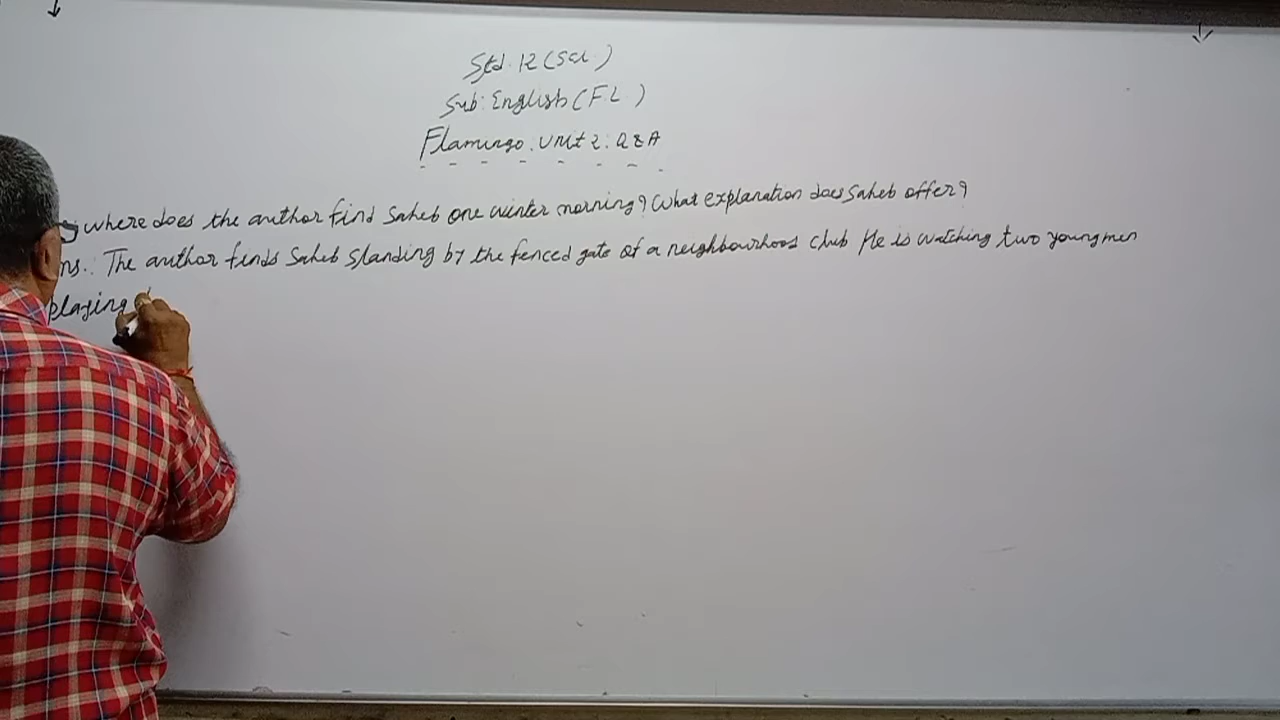 Std. 12 (Sci.)
Sub: English (F.L.)
Flamingo: Unit 2: Q&A
where does the author find Saheb one winter morning? What explanation does Saheb offer?
ns.: The author finds Saheb standing by the fenced gate of a neighbourhood club He is watching two young men
playing